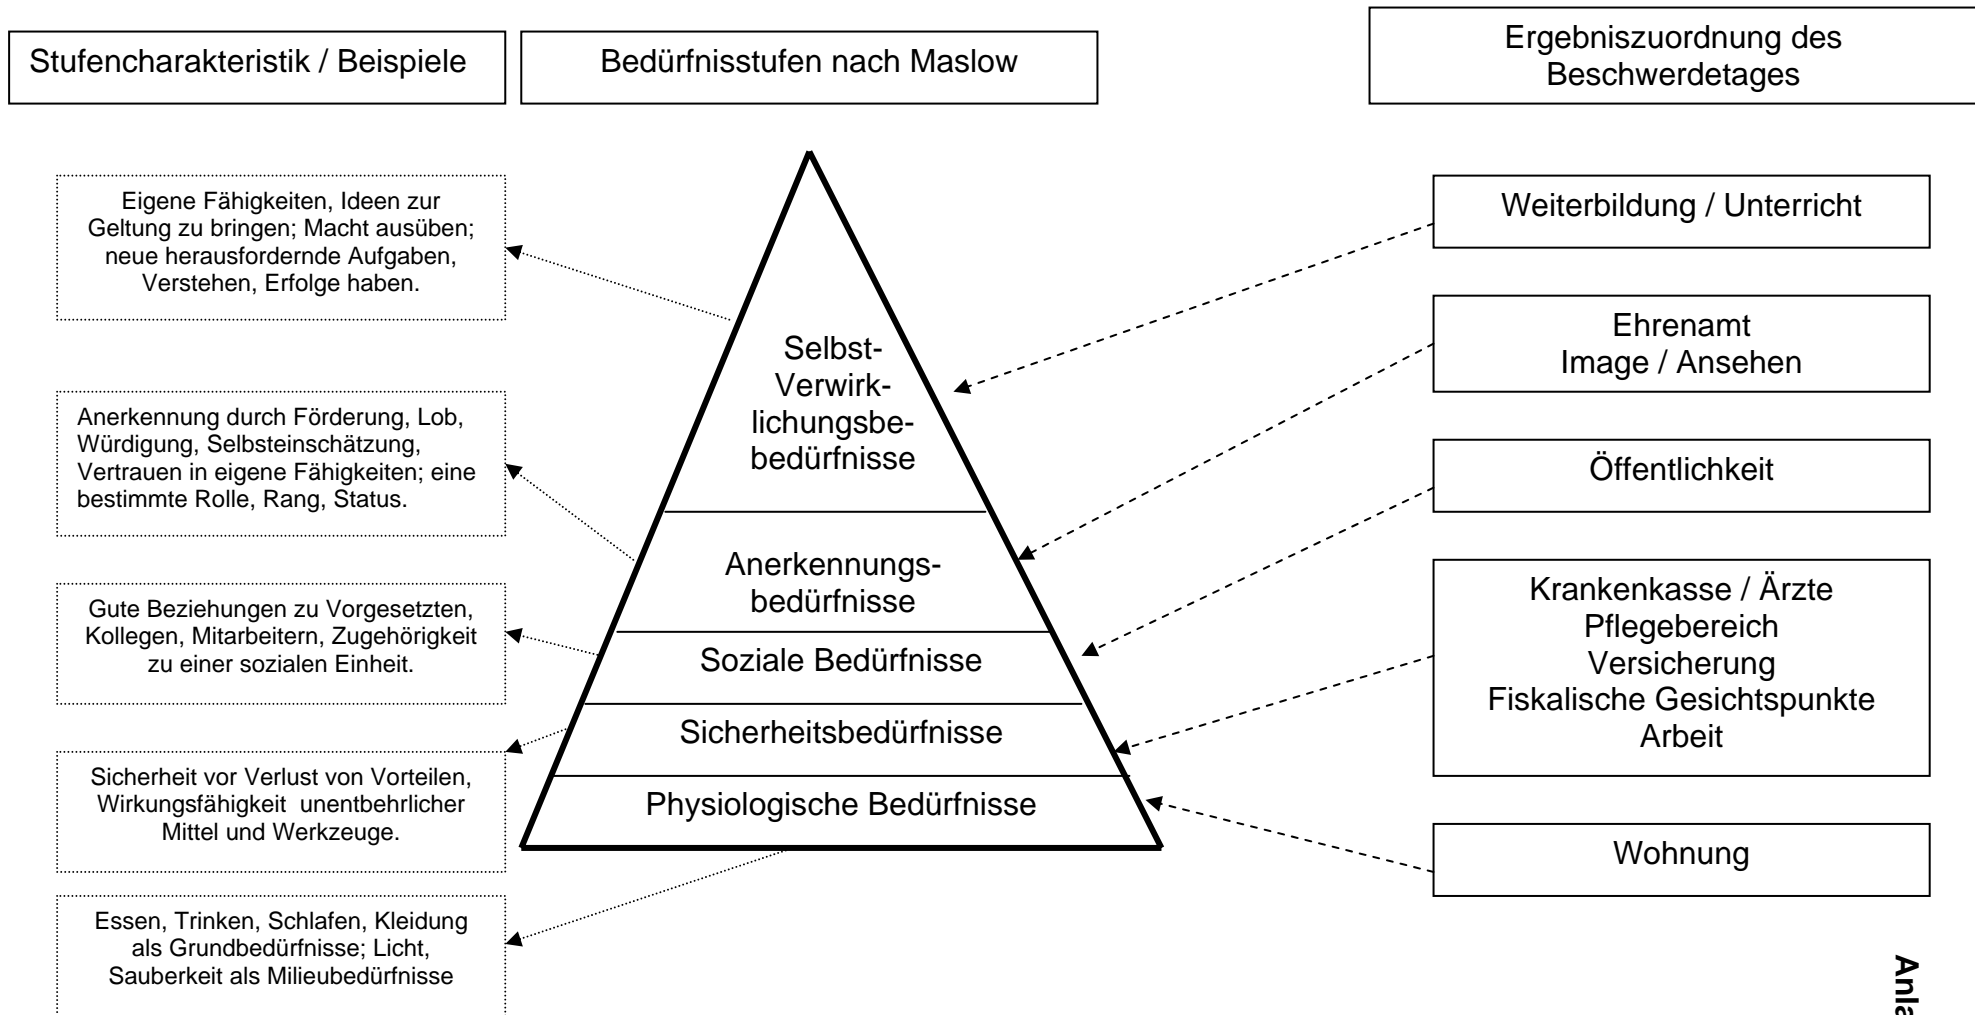 Stufencharakteristik / Beispiele
Bedürfnisstufen nach Maslow
Ergebniszuordnung des
Beschwerdetages
Eigene Fähigkeiten, Ideen zur
Geltung zu bringen; Macht ausüben;
neue herausfordernde Aufgaben,
Verstehen, Erfolge haben.
Anerkennung durch Förderung, Lob,
Würdigung, Selbsteinschätzung,
Vertrauen in eigene Fähigkeiten; eine
bestimmte Rolle, Rang, Status.
Gute Beziehungen zu Vorgesetzten,
Kollegen, Mitarbeitern, Zugehörigkeit
zu einer sozialen Einheit.
Sicherheit vor Verlust von Vorteilen,
Wirkungsfähigkeit unentbehrlicher
Mittel und Werkzeuge.
Essen, Trinken, Schlafen, Kleidung
als Grundbedürfnisse; Licht,
Sauberkeit als Milieubedürfnisse
Selbst-
Verwirk-
lichungsbe-
bedürfnisse
Anerkennungs-
bedürfnisse
Soziale Bedürfnisse
Sicherheitsbedürfnisse
Physiologische Bedürfnisse
Weiterbildung / Unterricht
Ehrenamt
Image / Ansehen
Öffentlichkeit
Krankenkasse / Ärzte
Pflegebereich
Versicherung
Fiskalische Gesichtspunkte
Arbeit
Wohnung